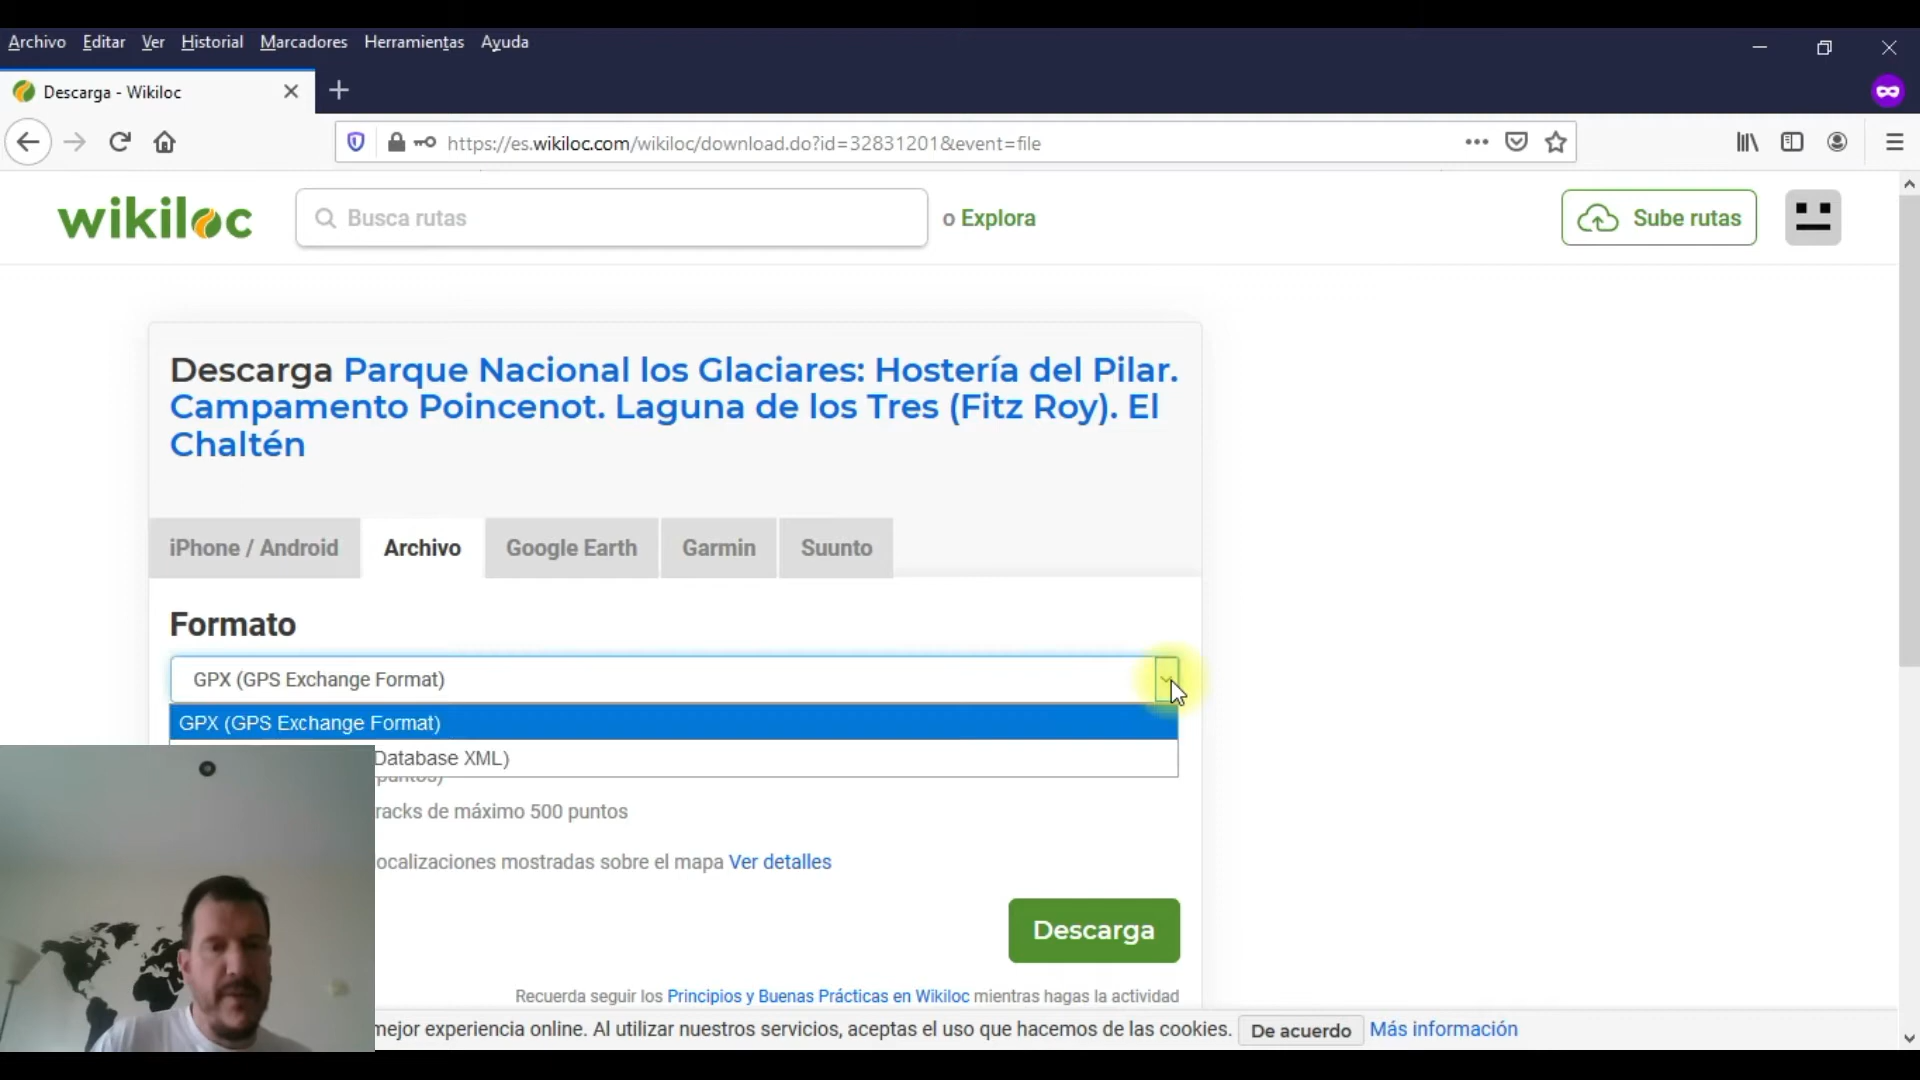 Archivo Editar Ver Historial Marcadores Herramientas Ayuda
Descarga - Wikiloc
https://es.wikiloc.com/wikiloc/download.do?id=32831201&event=file
wikiloc
Busca rutas
o Explora
Sube rutas
Descarga Parque Nacional los Glaciares: Hostería del Pilar.
Campamento Poincenot. Laguna de los Tres (Fitz Roy). El
Chaltén
iPhone / Android
Archivo
Google Earth
Garmin
Suunto
Formato
GPX (GPS Exchange Format)
GPX (GPS Exchange Format)
Database XML)
puntos)
racks de máximo 500 puntos
ocalizaciones mostradas sobre el mapa Ver detalles
Descarga
Recuerda seguir los Principios y Buenas Prácticas en Wikiloc mientras hagas la actividad
mejor experiencia online. Al utilizar nuestros servicios, aceptas el uso que hacemos de las cookies. De acuerdo Más información